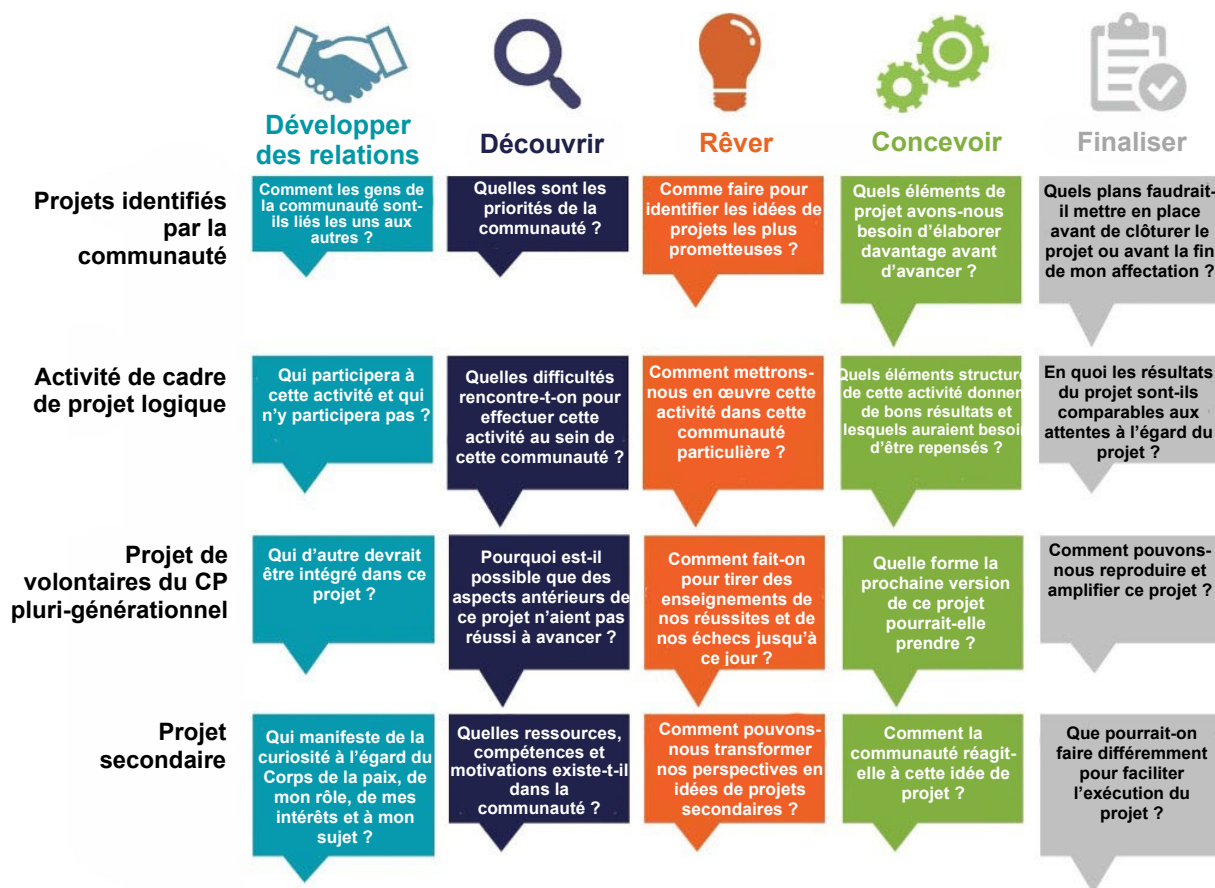 Développer
des relations
Découvrir
Rêver
Concevoir
Finaliser
Projets identifiés
par la
communauté
Comment les gens de
la communauté sont-
ils liés les uns aux
autres ?
Quelles sont les
priorités de la
communauté ?
Comme faire pour
identifier les idées de
projets les plus
prometteuses ?
Quels éléments de
projet avons-nous
besoin d'élaborer
davantage avant
d'avancer ?
Quels plans faudrait-
il mettre en place
avant de clôturer le
projet ou avant la fin
de mon affectation ?
Activité de cadre
de projet logique
Qui participera à
cette activité et qui
n'y participera pas ?
Quelles difficultés
rencontre-t-on pour
effectuer cette
activité au sein de
cette communauté ?
Comment mettrons-
nous en œuvre cette
activité dans cette
communauté
particulière ?
Quels éléments structure
de cette activité donnen
de bons résultats et
lesquels auraient besoi
d'être repensés ?
En quoi les résultats
du projet sont-ils
comparables aux
attentes à l'égard du
projet ?
Projet de
volontaires du CP
pluri-générationnel
Qui d'autre devrait
être intégré dans ce
projet ?
Pourquoi est-il
possible que des
aspects antérieurs de
ce projet n'aient pas
réussi à avancer ?
Comment fait-on
pour tirer des
enseignements de
nos réussites et de
nos échecs jusqu'à
ce jour ?
Quelle forme la
prochaine version
de ce projet
pourrait-elle
prendre ?
Comment pouvons-
nous reproduire et
amplifier ce projet ?
Projet
secondaire
Qui manifeste de la
curiosité à l'égard du
Corps de la paix, de
mon rôle, de mes
intérêts et à mon
sujet ?
Quelles ressources,
compétences et
motivations existe-t-il
dans la
communauté ?
Comment pouvons-
nous transformer
nos perspectives en
idées de projets
secondaires ?
Comment la
communauté réagit-
elle à cette idée de
projet ?
Que pourrait-on
faire différemment
pour faciliter
l'exécution du
projet ?